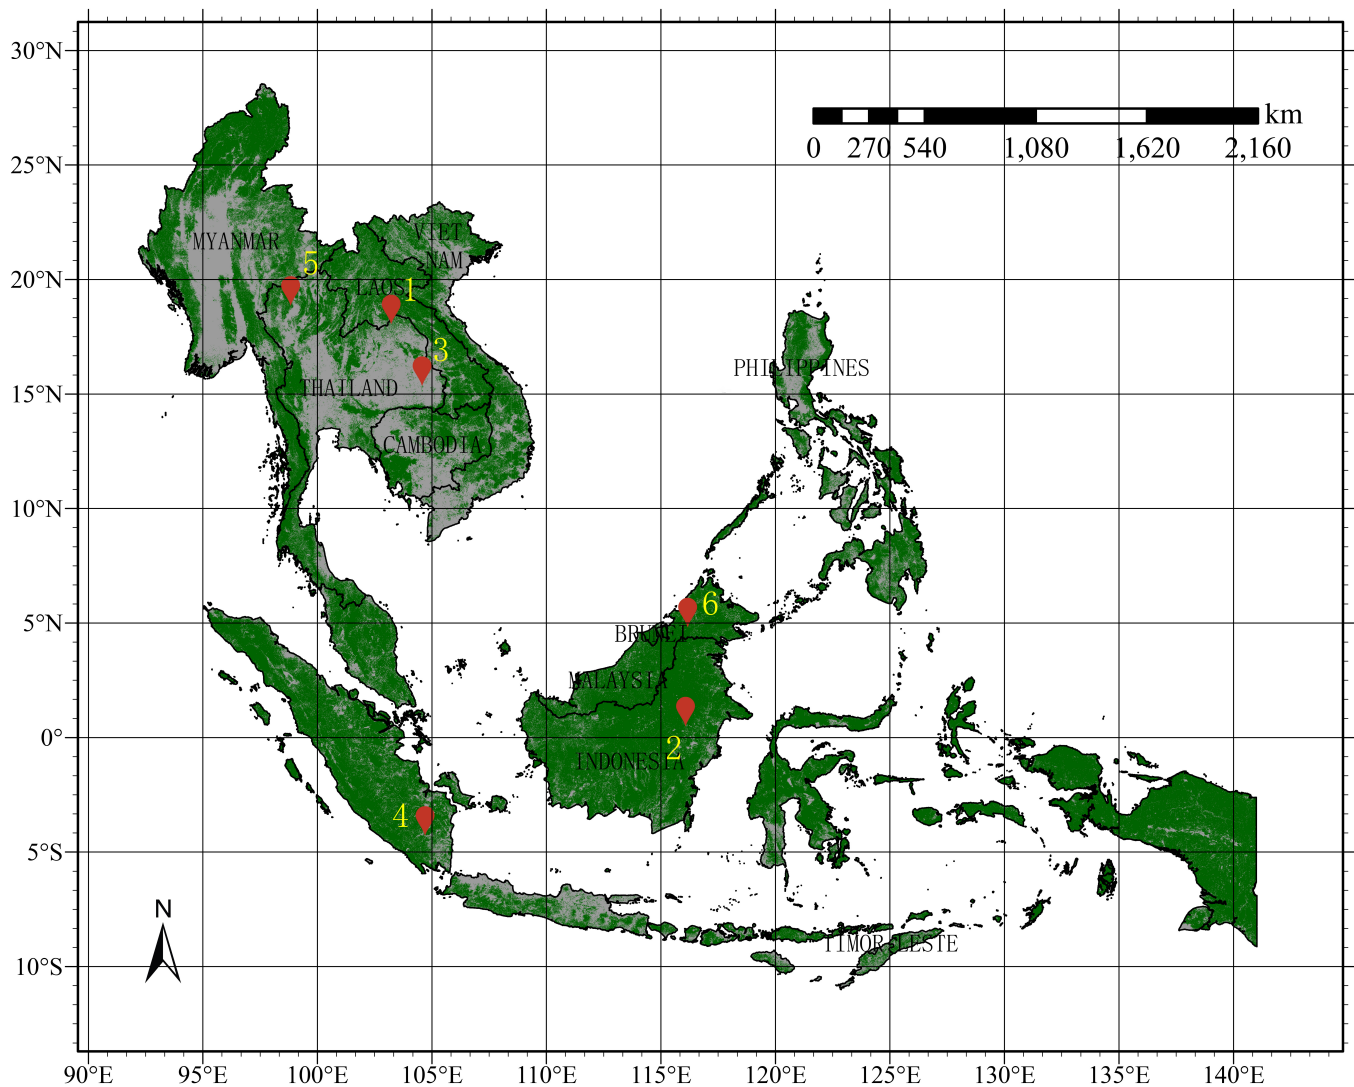 30°N
km
0 270 540 1,080 1,620 2,160
25°N
VIET
MYANMAR
NAM
5
20°N
LAOS
1
3
PHILIPPINES
THAILAND
15°N
CAMBODIA
10°N
6
5°N
BRUNEI
MALAYSIA
0°
2
INDONESIA
4
5°S
N
TIMOR-LESTE
10°S
90°E 95°E 100°E 105°E 110°E 115°E 120°E 125°E 130°E 135°E 140°E